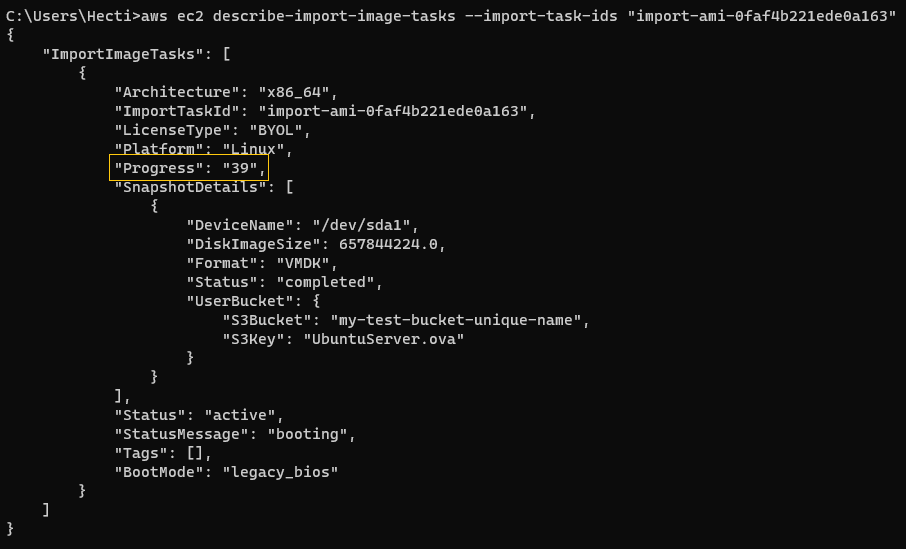 C:\Users\Hecti>aws ec2 describe-import-image-tasks --import-task-ids "import-ami-0faf4b221ede0a163"
{
    "ImportImageTasks": [
        {
            "Architecture": "x86_64",
            "ImportTaskId": "import-ami-0faf4b221ede0a163",
            "LicenseType": "BYOL",
            "Platform": "Linux",
            "Progress": "39",
            "SnapshotDetails": [
                {
                    "DeviceName": "/dev/sda1",
                    "DiskImageSize": 657844224.0,
                    "Format": "VMDK",
                    "Status": "completed",
                    "UserBucket": {
                        "S3Bucket": "my-test-bucket-unique-name",
                        "S3Key": "UbuntuServer.ova"
                    }
                }
            ],
            "Status": "active",
            "StatusMessage": "booting",
            "Tags": [],
            "BootMode": "legacy_bios"
        }
    ]
}